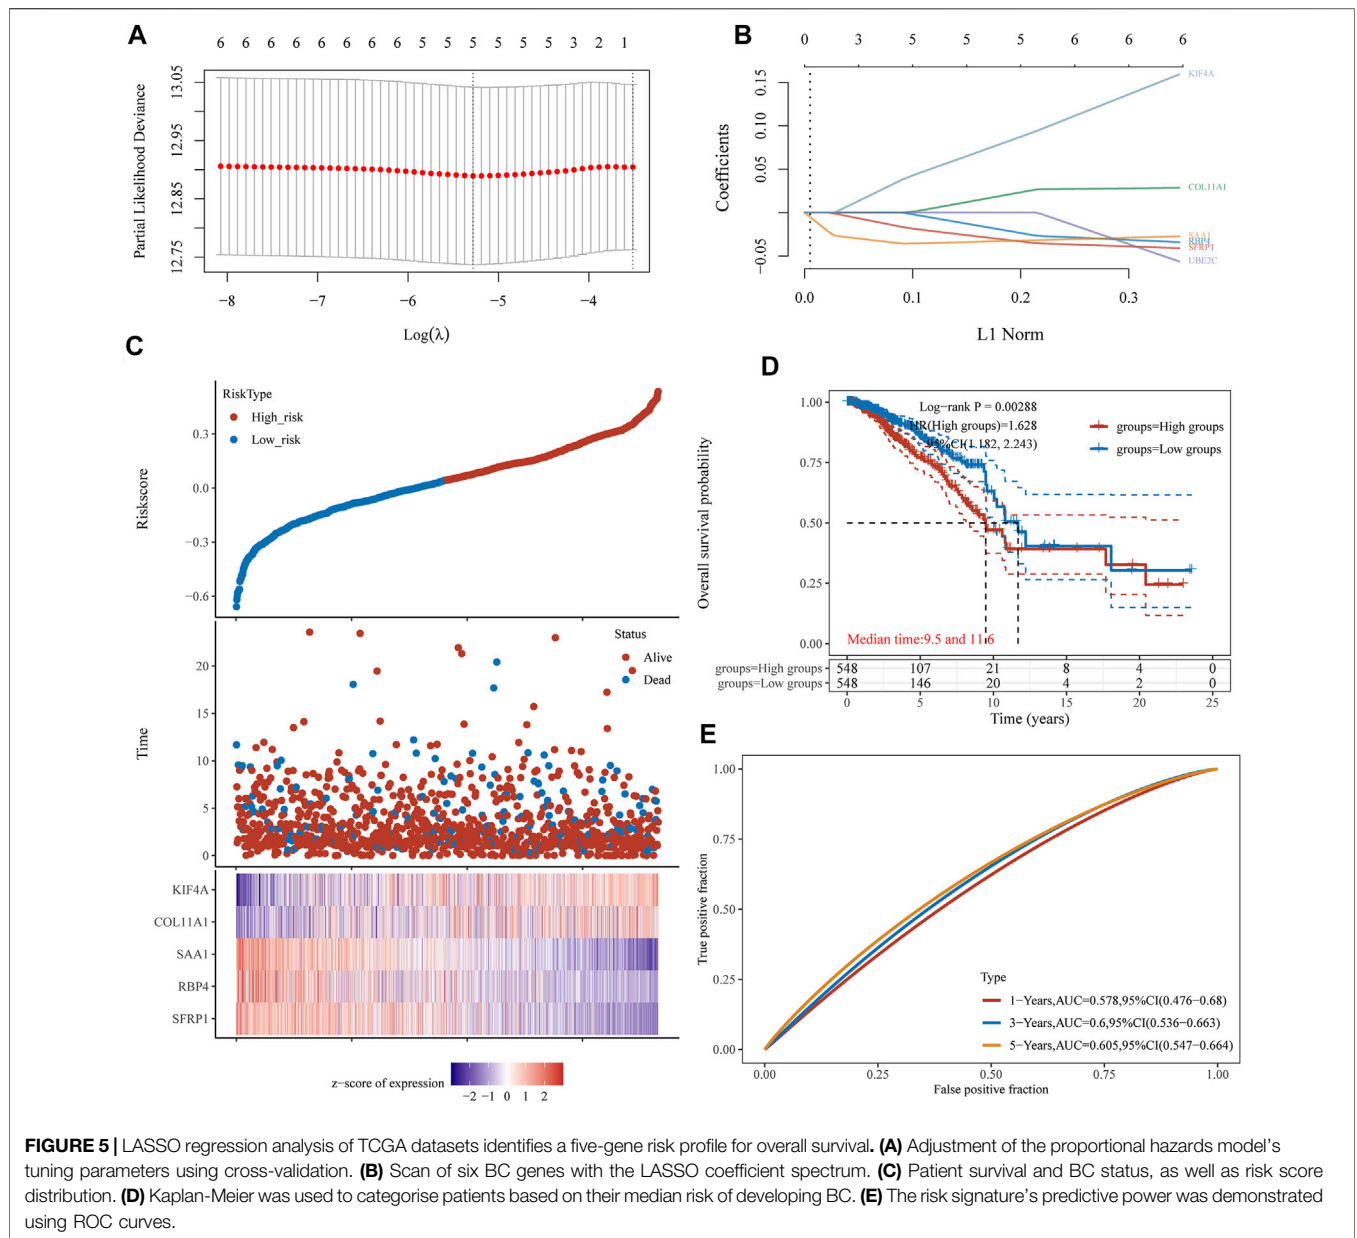 A
6 6 6 6 6 6 6 6 5 5 5 5 5 5 3 2 1
Partial Likelihood Deviance
13.05
12.95
12.85
12.75
−8 −7 −6 −5 −4
Log(λ)
B
0 3 5 5 5 6 6 6
Coefficients
0.15
0.10
0.05
−0.05
KIF4A
COL11A1
SAA1
RBP4
SFRP1
UBE2C
0.0 0.1 0.2 0.3
L1 Norm
C
RiskType
High_risk
Low_risk
Riskscore
0.3
0.0
−0.3
−0.6
Status
Alive
Dead
Time
20
15
10
5
0
KIF4A
COL11A1
SAA1
RBP4
SFRP1
z−score of expression
−2 −1 0 1 2
D
Overall survival probability
1.00
0.75
0.50
0.25
0.00
Log−rank P = 0.00288
HR(High groups)=1.628
95%CI(1.182, 2.243)
groups=High groups
groups=Low groups
Median time:9.5 and 11.6
groups=High groups 548 107 21 8 4 0
groups=Low groups 548 146 20 4 2 0
0 5 10 15 20 25
Time (years)
E
True positive fraction
1.00
0.75
0.50
0.25
0.00
Type
1−Years,AUC=0.578,95%CI(0.476−0.68)
3−Years,AUC=0.6,95%CI(0.536−0.663)
5−Years,AUC=0.605,95%CI(0.547−0.664)
0.00 0.25 0.50 0.75 1.00
False positive fraction
FIGURE 5 | LASSO regression analysis of TCGA datasets identifies a five-gene risk profile for overall survival. (A) Adjustment of the proportional hazards model’s
tuning parameters using cross-validation. (B) Scan of six BC genes with the LASSO coefficient spectrum. (C) Patient survival and BC status, as well as risk score
distribution. (D) Kaplan-Meier was used to categorise patients based on their median risk of developing BC. (E) The risk signature’s predictive power was demonstrated
using ROC curves.